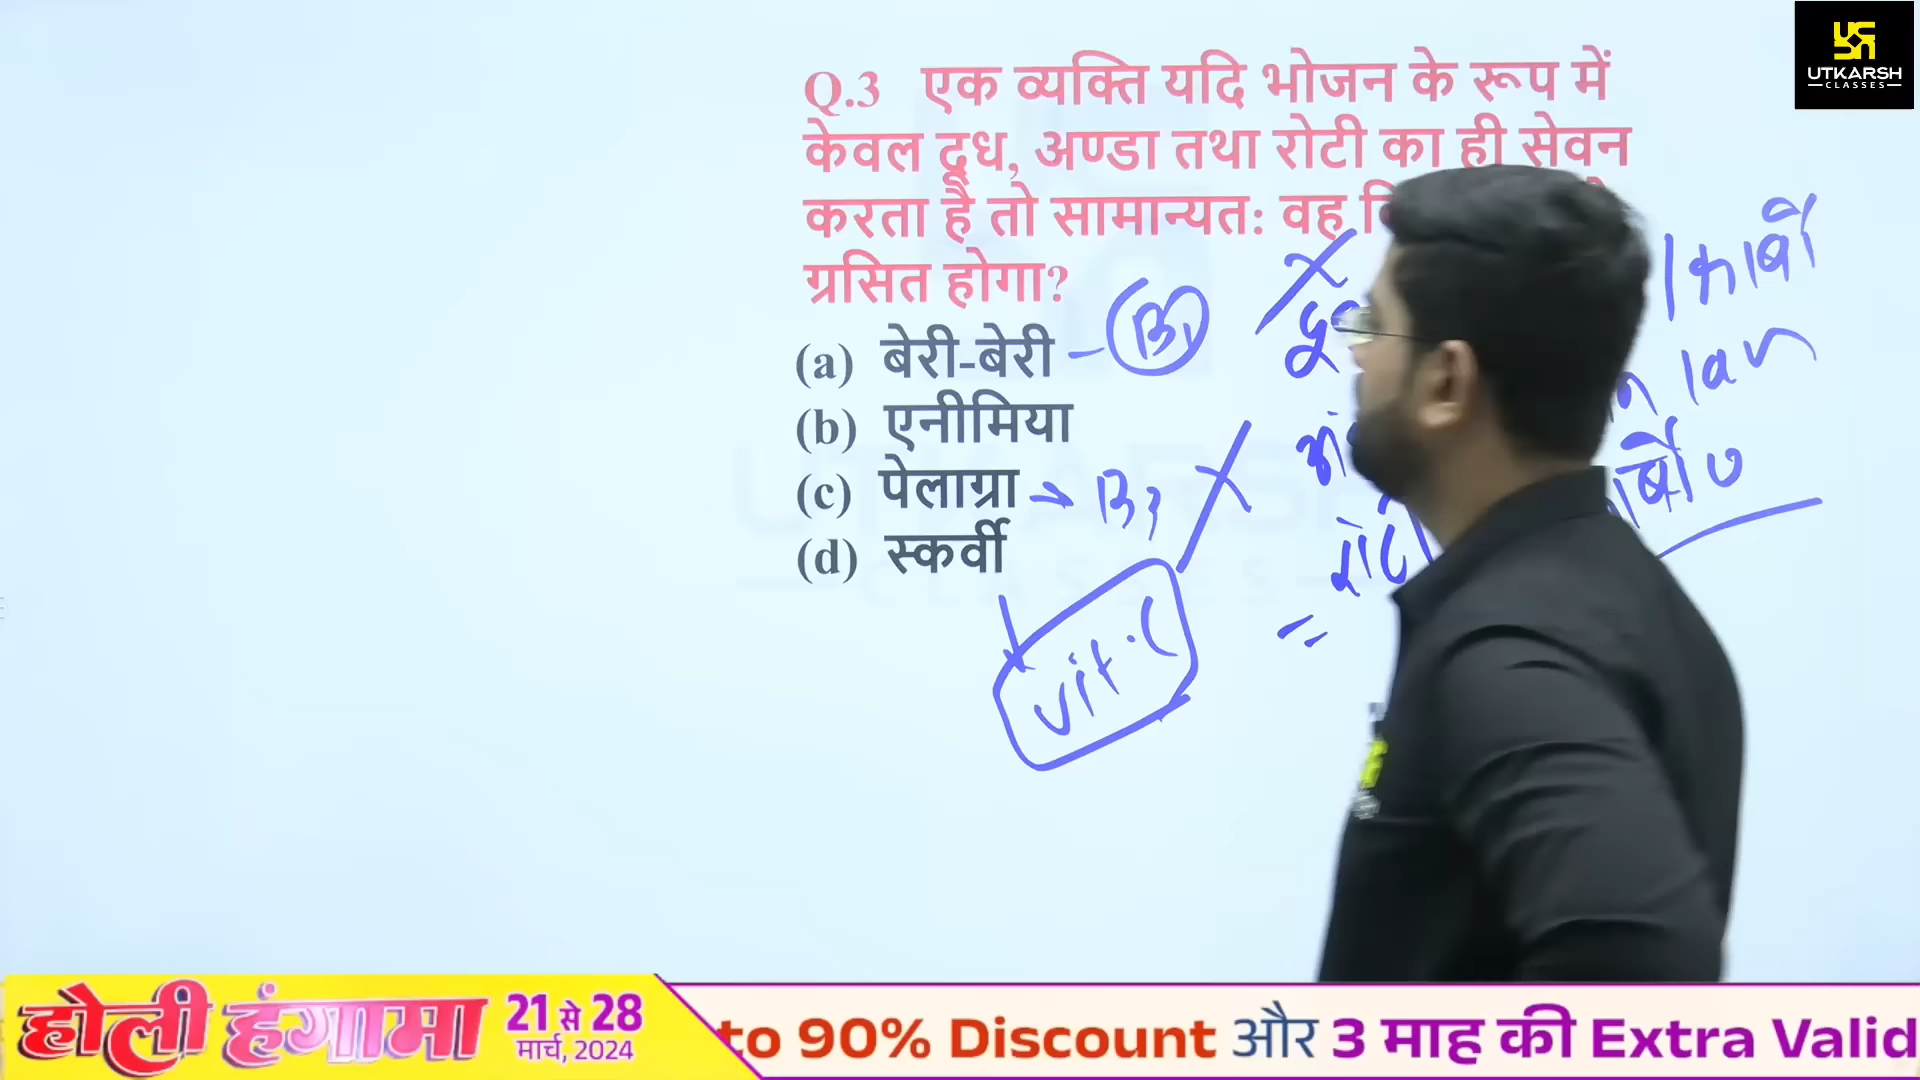 UTKARSH
CLASSES
Q.3 एक व्यक्ति यदि भोजन के रूप में
केवल दूध, अण्डा तथा रोटी का ही सेवन
करता है तो सामान्यत: वह
ग्रसित होगा?
(a) बेरी-बेरी - B1
(b) एनीमिया
(c) पेलाग्रा → B3
(d) स्कर्वी
vit. C
होली हंगामा 21 से 28
मार्च, 2024
to 90% Discount और 3 माह की Extra Valid